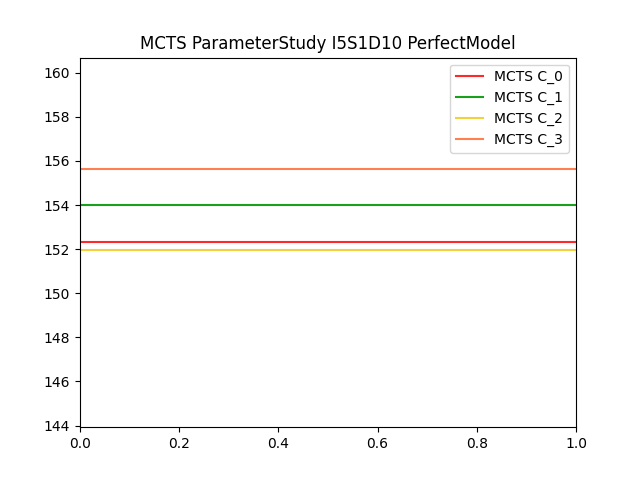 MCTS ParameterStudy I5S1D10 PerfectModel
MCTS C_0
MCTS C_1
MCTS C_2
MCTS C_3
160
158
156
154
152
150
148
146
144
0.0 0.2 0.4 0.6 0.8 1.0